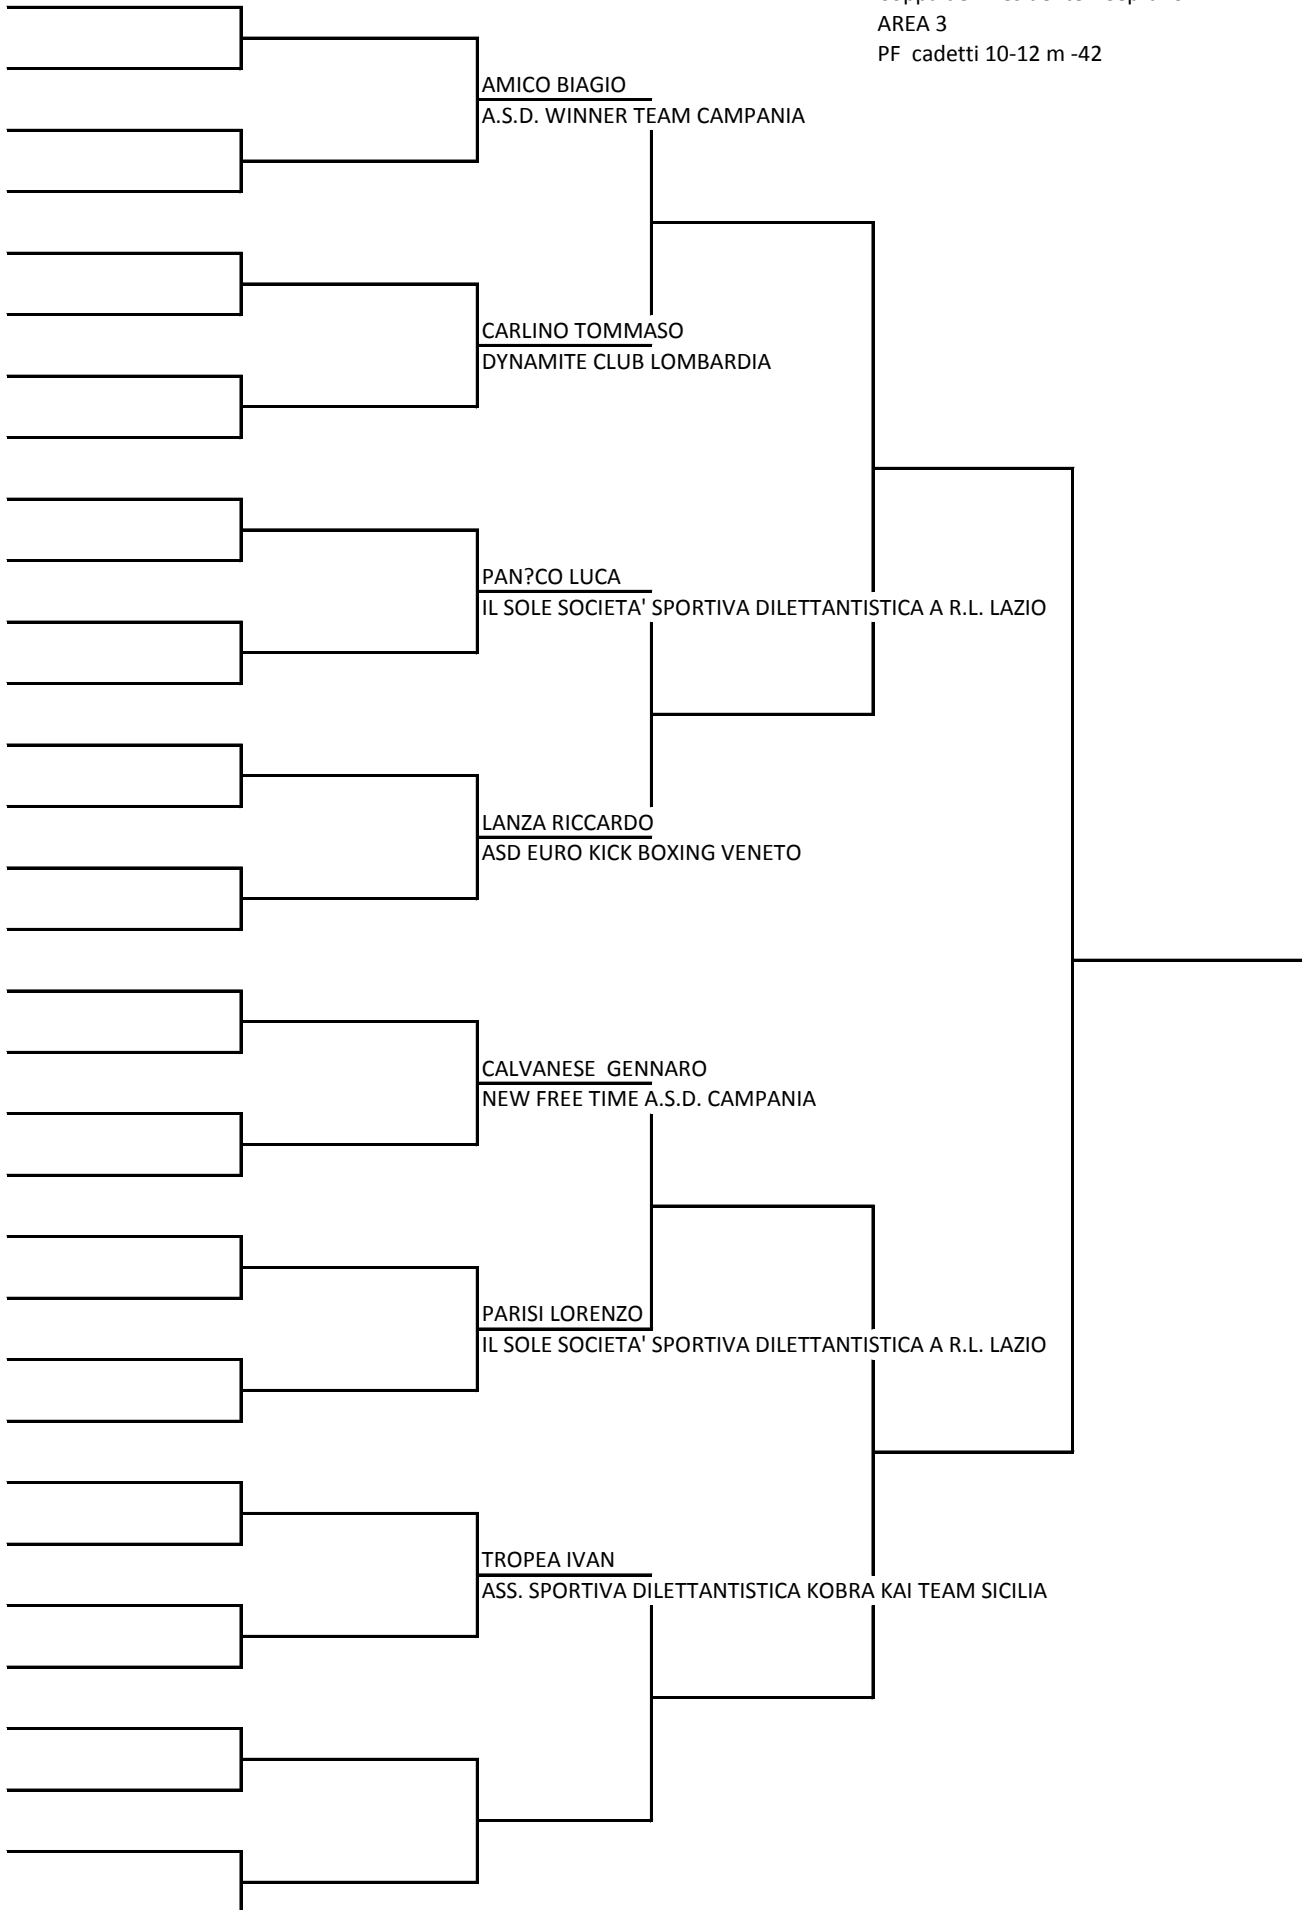 AREA 3
PF cadetti 10-12 m -42
AMICO BIAGIO
A.S.D. WINNER TEAM CAMPANIA
CARLINO TOMMASO
DYNAMITE CLUB LOMBARDIA
PAN?CO LUCA
IL SOLE SOCIETA' SPORTIVA DILETTANTISTICA A R.L. LAZIO
LANZA RICCARDO
ASD EURO KICK BOXING VENETO
CALVANESE GENNARO
NEW FREE TIME A.S.D. CAMPANIA
PARISI LORENZO
IL SOLE SOCIETA' SPORTIVA DILETTANTISTICA A R.L. LAZIO
TROPEA IVAN
ASS. SPORTIVA DILETTANTISTICA KOBRA KAI TEAM SICILIA